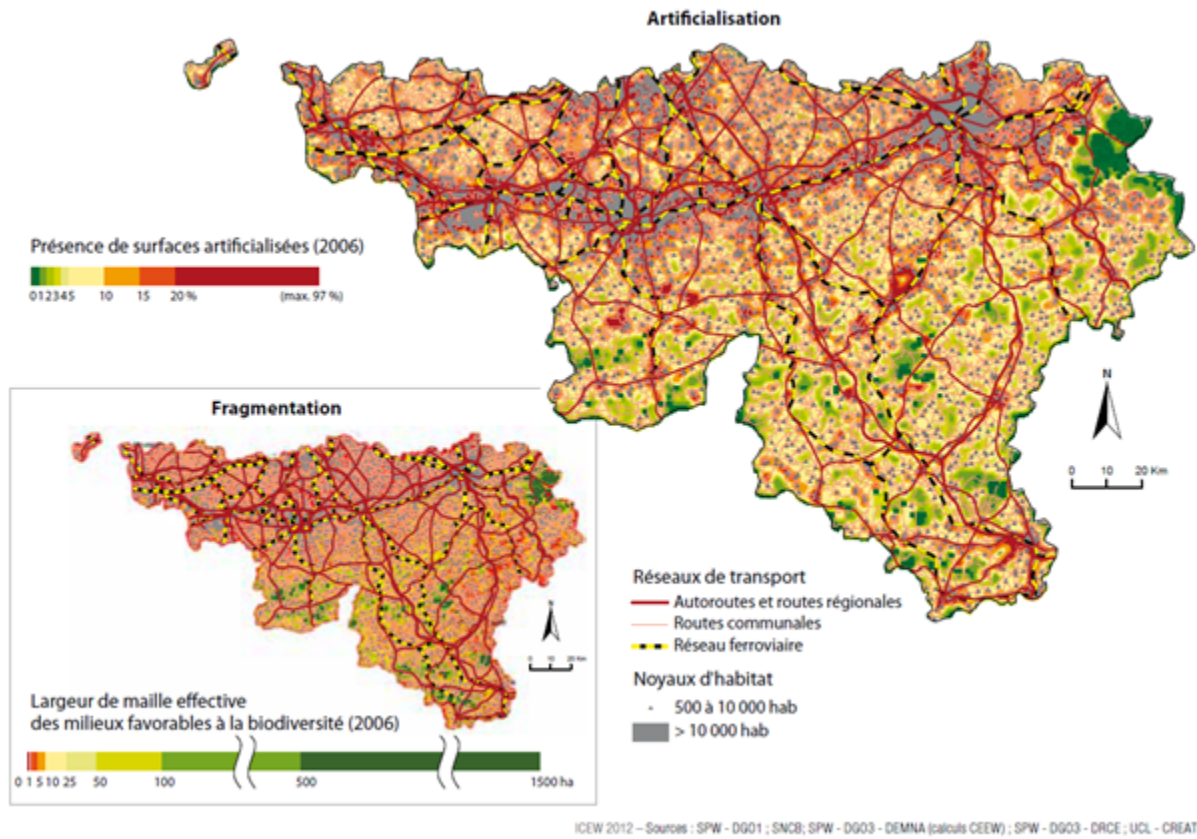 Artificialisation
Présence de surfaces artificialisées (2006)
0 1 2 3 4 5 10 15 20 % (max. 97 %)
N
0 10 20 Km
Fragmentation
N
0 10 20 Km
Largeur de maille effective
des milieux favorables à la biodiversité (2006)
0 1 5 10 25 50 100 500 1500 ha
Réseaux de transport
Autoroutes et routes régionales
Routes communales
Réseau ferroviaire
Noyaux d'habitat
500 à 10 000 hab
> 10 000 hab
ICEW 2012 – Sources : SPW - DGO1 ; SNCB; SPW - DGO3 - DEMNA (calculs CEEW) ; SPW - DGO3 - DRCE ; UCL - CREAT